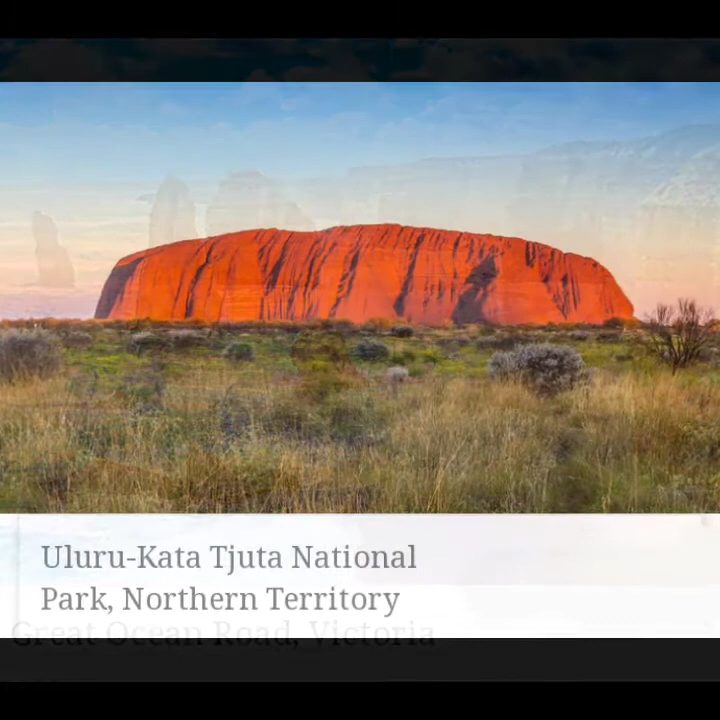 Uluru-Kata Tjuta National
Park, Northern Territory
Great Ocean Road, Victoria